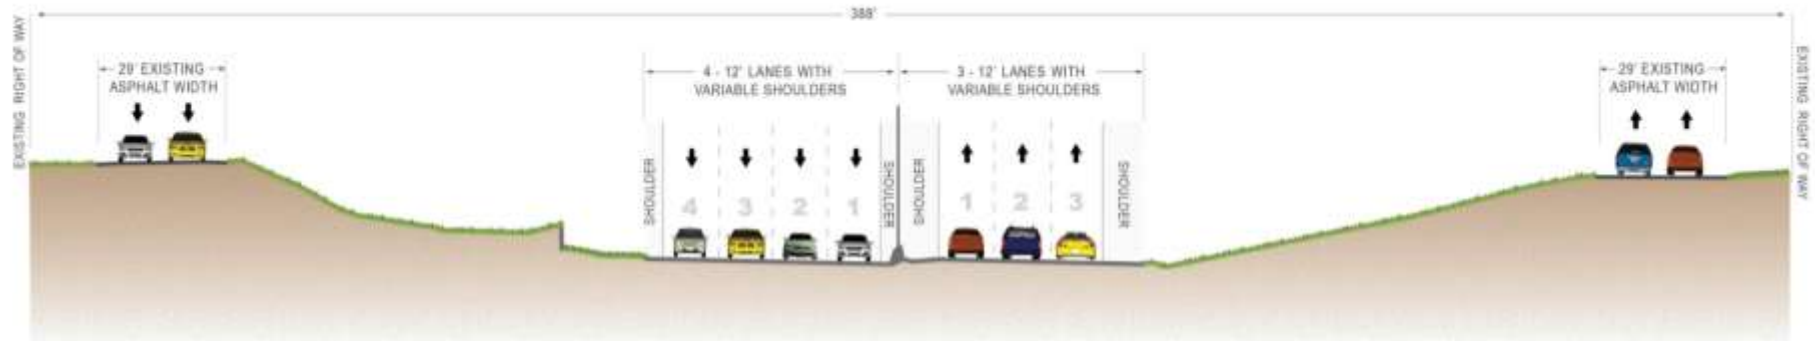 388'
EXISTING RIGHT OF WAY
29' EXISTING
ASPHALT WIDTH
4 - 12' LANES WITH
VARIABLE SHOULDERS
3 - 12' LANES WITH
VARIABLE SHOULDERS
29' EXISTING
ASPHALT WIDTH
EXISTING RIGHT OF WAY
SHOULDER
4
3
2
1
SHOULDER
SHOULDER
1
2
3
SHOULDER